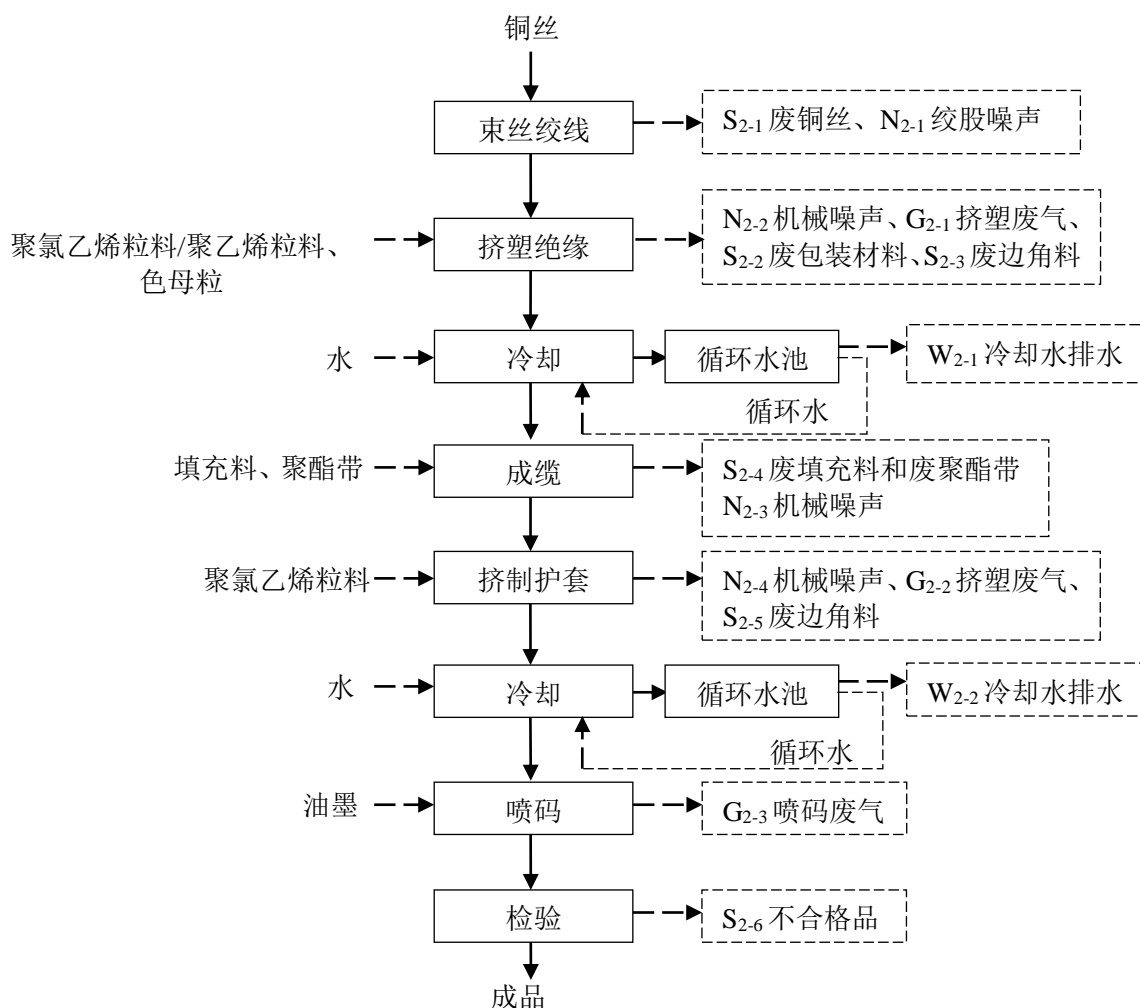 铜丝
束丝绞线
S2-1 废铜丝、N2-1 绞股噪声
聚氯乙烯粒料/聚乙烯粒料、
色母粒
挤塑绝缘
N2-2 机械噪声、G2-1 挤塑废气、
S2-2 废包装材料、S2-3 废边角料
水
冷却
循环水池
W2-1 冷却水排水
循环水
填充料、聚酯带
成缆
S2-4 废填充料和废聚酯带
N2-3 机械噪声
聚氯乙烯粒料
挤制护套
N2-4 机械噪声、G2-2 挤塑废气、
S2-5 废边角料
水
冷却
循环水池
W2-2 冷却水排水
循环水
油墨
喷码
G2-3 喷码废气
检验
S2-6 不合格品
成品